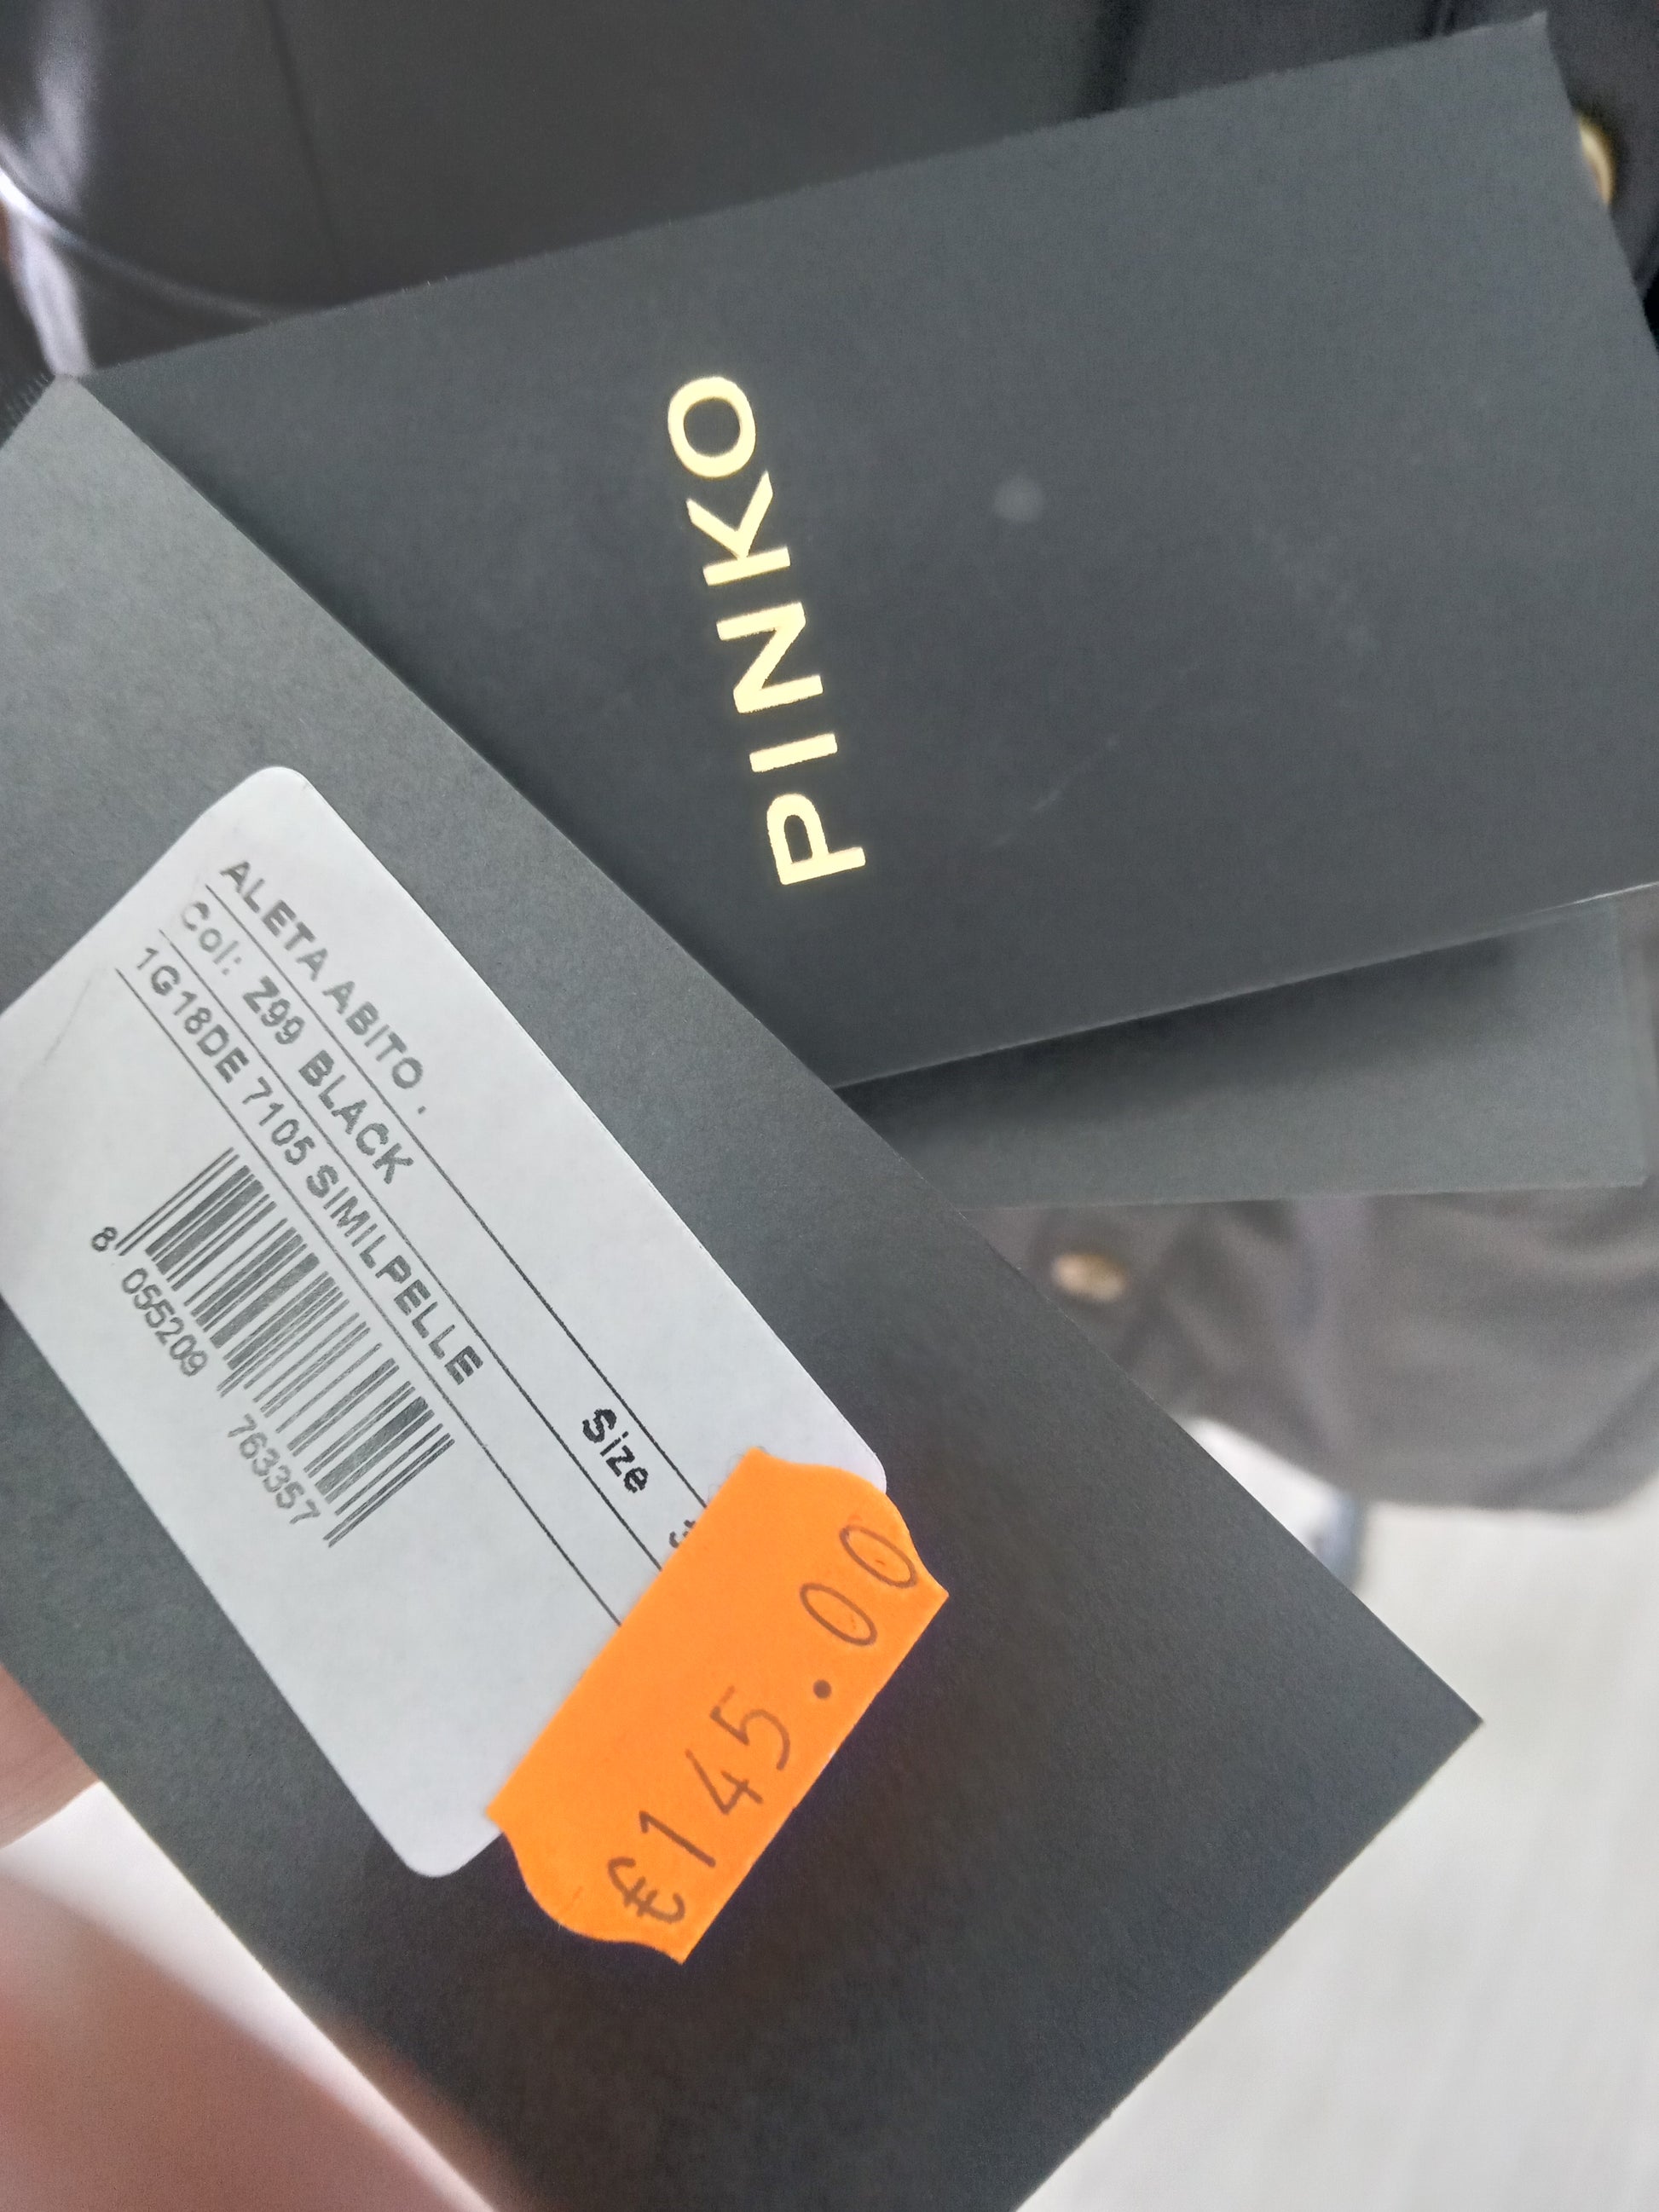 PINKO
ALETA ABITO .
Col: Z99 BLACK
Size
1G18DE 7105 SIMILPELLE
8 055209 763357
€145.00